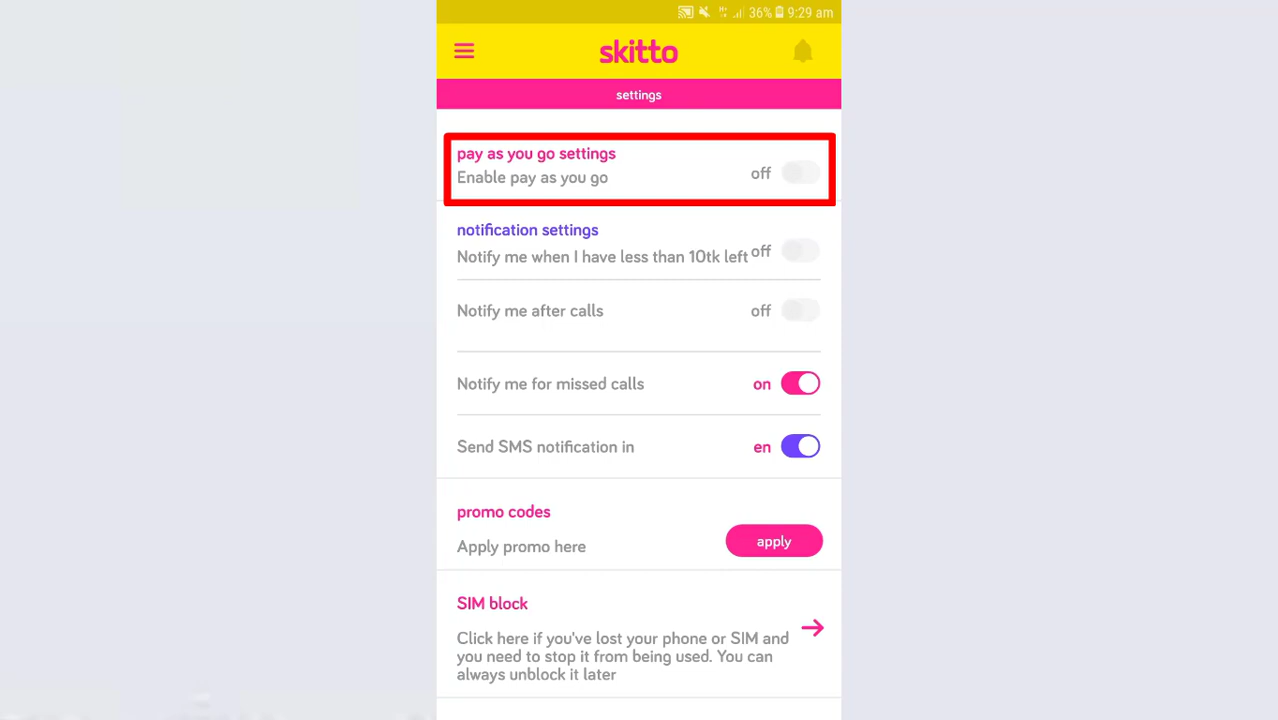 36% 9:29 am
skitto
settings
pay as you go settings
Enable pay as you go
off
notification settings
Notify me when I have less than 10tk left
off
Notify me after calls
off
Notify me for missed calls
on
Send SMS notification in
en
promo codes
Apply promo here
apply
SIM block
Click here if you've lost your phone or SIM and
you need to stop it from being used. You can
always unblock it later